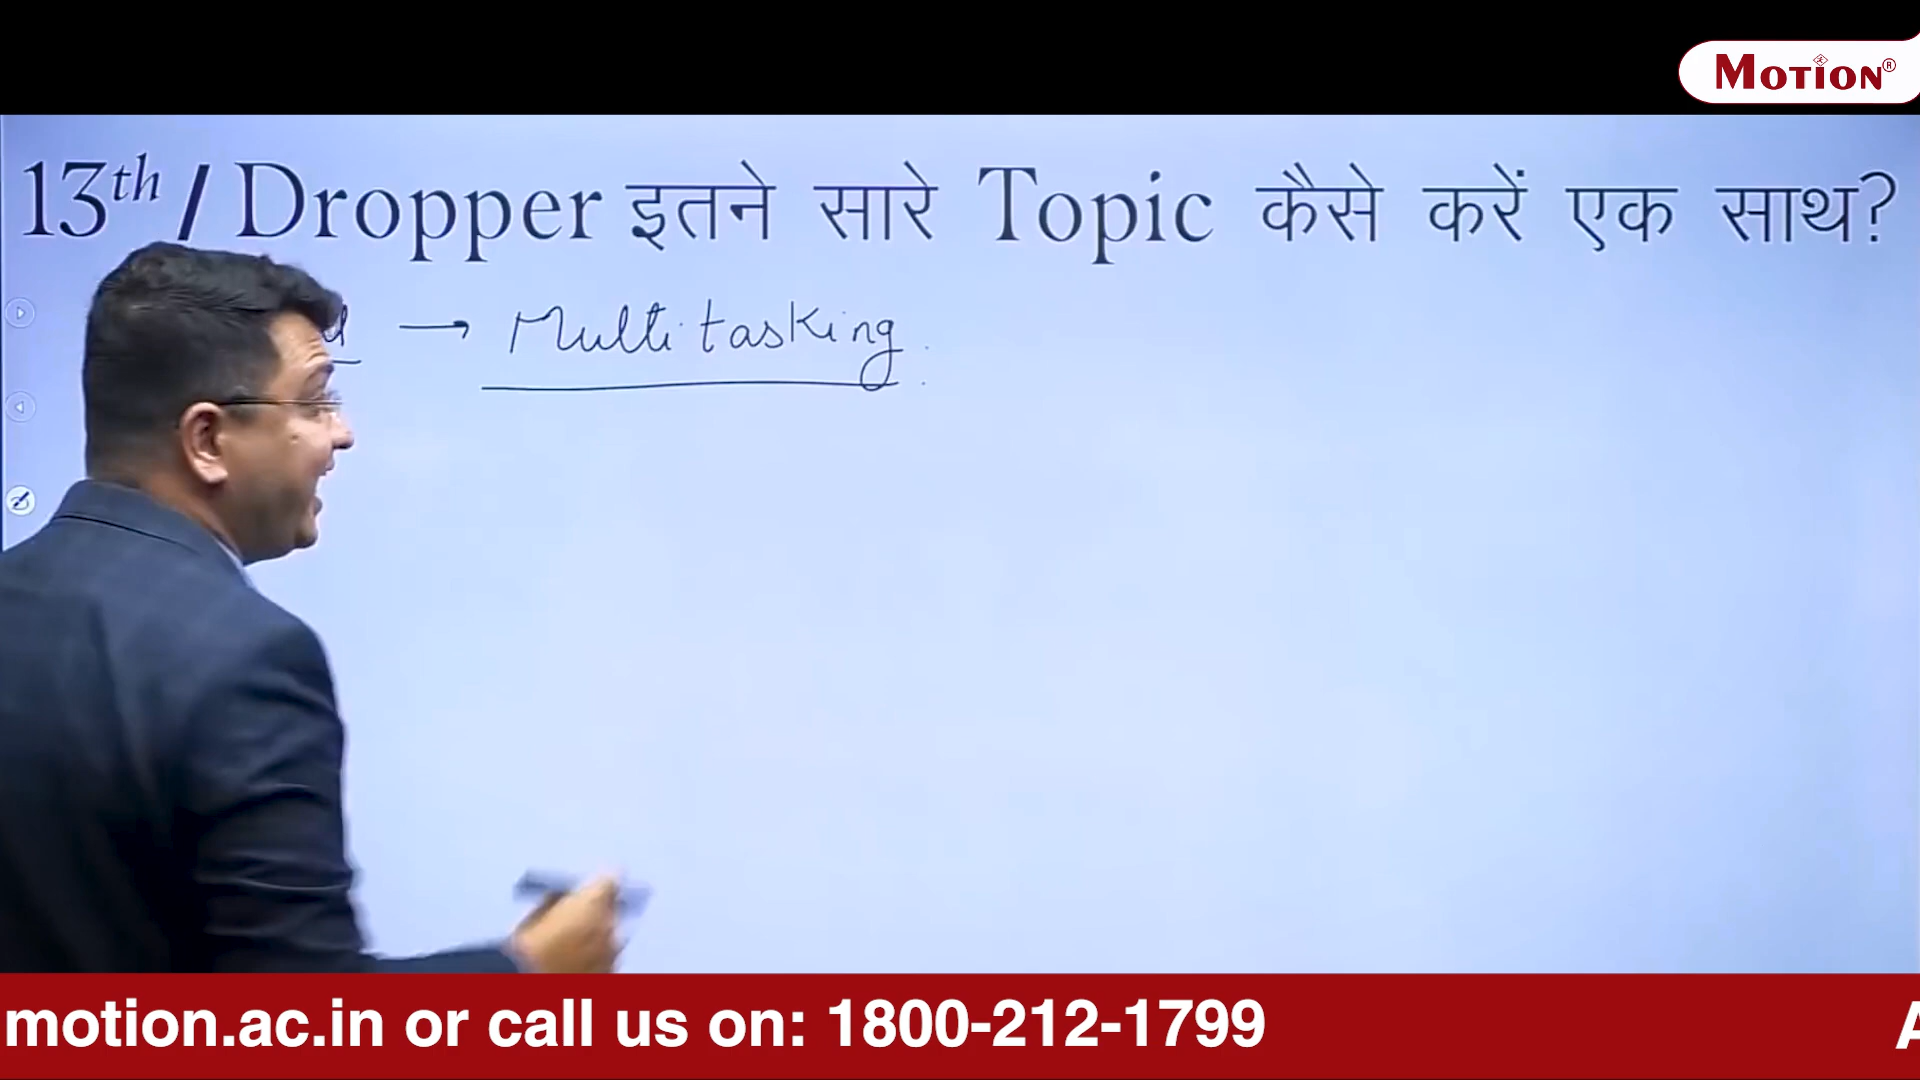 MOTION®
13th / Dropper इतने सारे Topic कैसे करें एक साथ?
→ Multitasking
motion.ac.in or call us on: 1800-212-1799